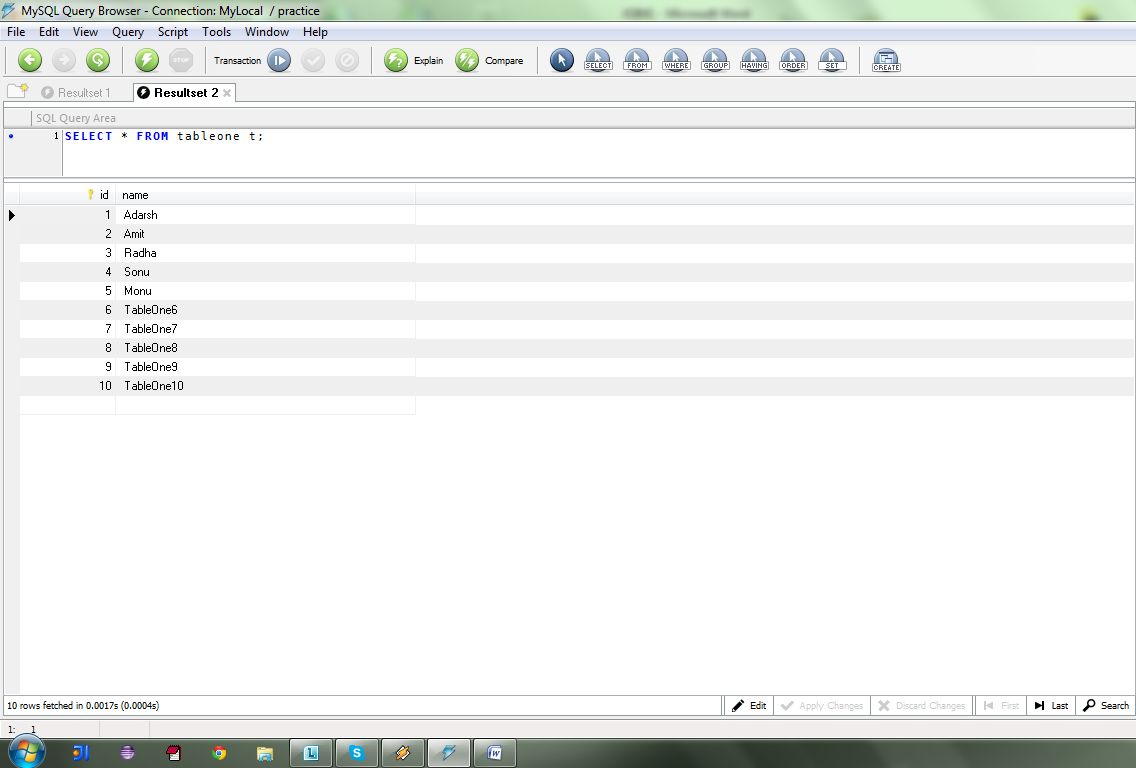 MySQL Query Browser - Connection: MyLocal / practice
File Edit View Query Script Tools Window Help
STOP Transaction Explain Compare SELECT FROM WHERE GROUP HAVING ORDER SET CREATE
Resultset 1 Resultset 2
SQL Query Area
1 SELECT * FROM tableone t;
id name
1 Adarsh
2 Amit
3 Radha
4 Sonu
5 Monu
6 TableOne6
7 TableOne7
8 TableOne8
9 TableOne9
10 TableOne10
10 rows fetched in 0.0017s (0.0004s) Edit Apply Changes Discard Changes First Last Search
1: 1